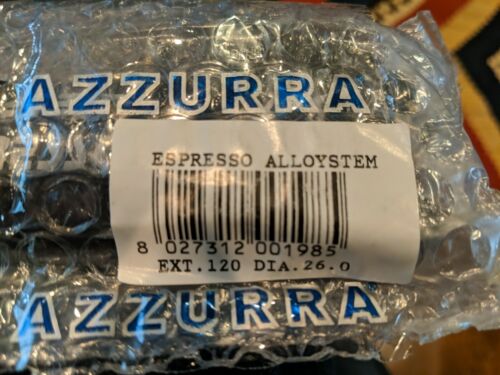 AZZURRA
ESPRESSO ALLOYSTEM
8 027312 001985
EXT.120 DIA.26.0
AZZURRA